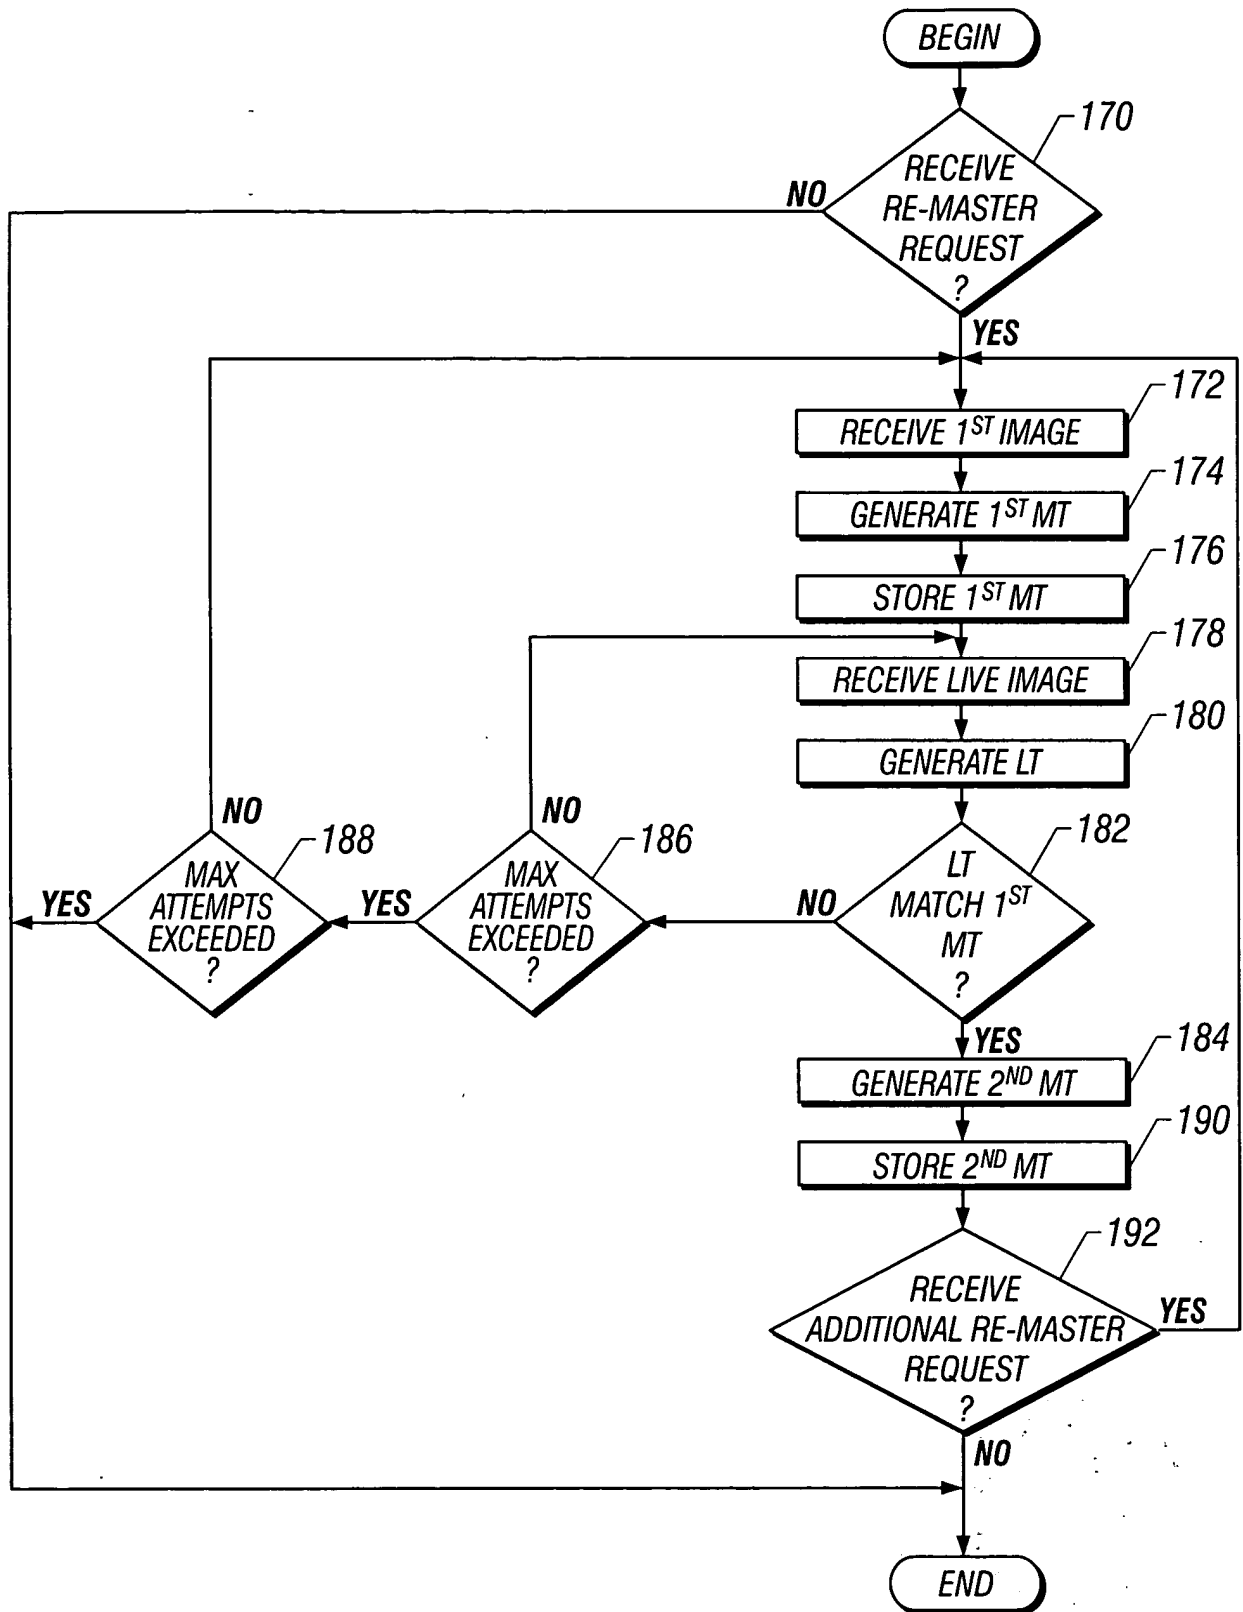 BEGIN
170
RECEIVE
RE-MASTER
REQUEST
?
NO
YES
172
RECEIVE 1ST IMAGE
174
GENERATE 1ST MT
176
STORE 1ST MT
178
RECEIVE LIVE IMAGE
180
GENERATE LT
182
LT
MATCH 1ST
MT
?
NO
YES
186
MAX
ATTEMPTS
EXCEEDED
?
NO
YES
188
MAX
ATTEMPTS
EXCEEDED
?
NO
YES
184
GENERATE 2ND MT
190
STORE 2ND MT
192
RECEIVE
ADDITIONAL RE-MASTER
REQUEST
?
YES
NO
END